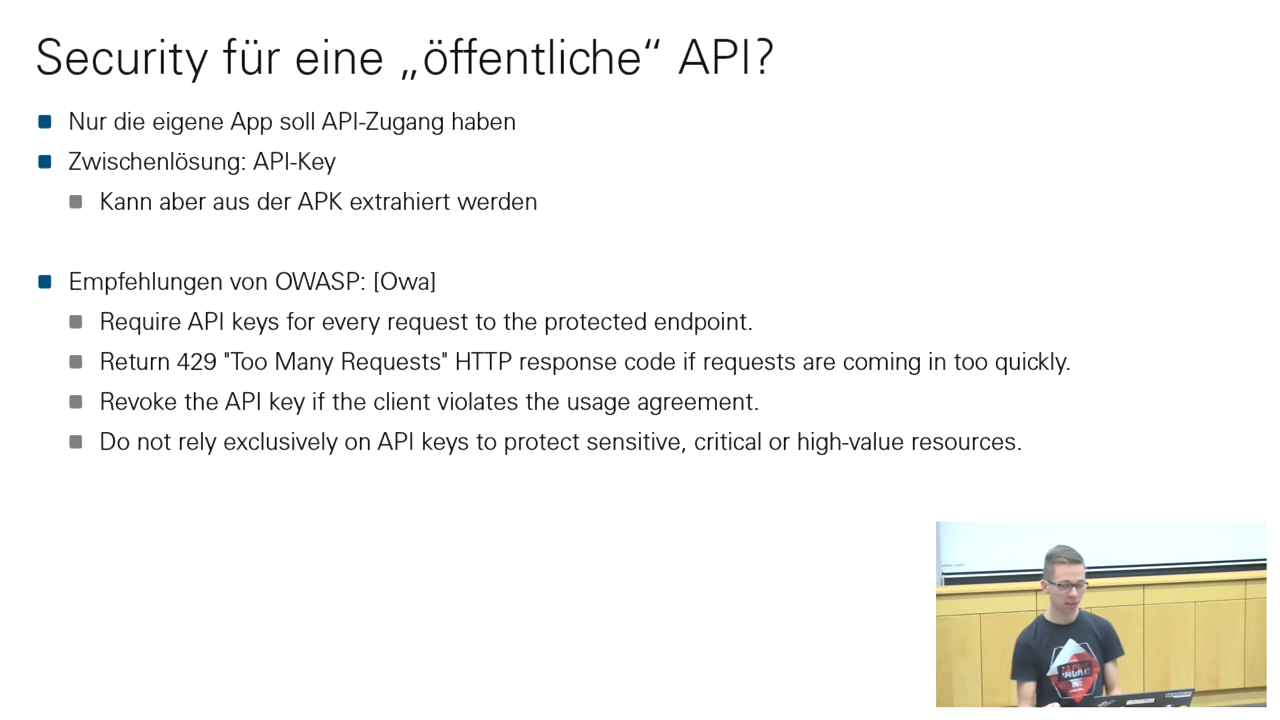 Security für eine „öffentliche“ API?
Nur die eigene App soll API-Zugang haben
Zwischenlösung: API-Key
Kann aber aus der APK extrahiert werden
Empfehlungen von OWASP: [Owa]
Require API keys for every request to the protected endpoint.
Return 429 "Too Many Requests" HTTP response code if requests are coming in too quickly.
Revoke the API key if the client violates the usage agreement.
Do not rely exclusively on API keys to protect sensitive, critical or high-value resources.